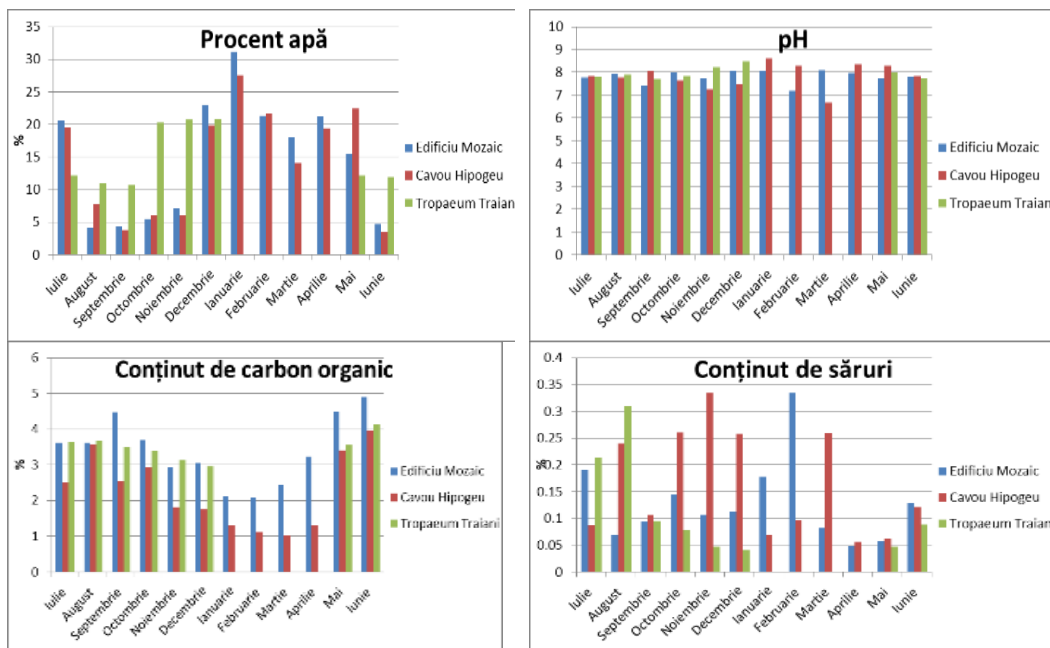 Procent apă
35
30
25
20
15
10
5
0
%
Iulie
August
Septembrie
Octombrie
Noiembrie
Decembrie
Ianuarie
Februarie
Martie
Aprilie
Mai
Iunie
Edificiu Mozaic
Cavou Hipogeu
Tropaeum Traian
pH
10
9
8
7
6
5
4
3
2
1
0
Iulie
August
Septembrie
Octombrie
Noiembrie
Decembrie
Ianuarie
Februarie
Martie
Aprilie
Mai
Iunie
Edificiu Mozaic
Cavou Hipogeu
Tropaeum Traian
Conținut de carbon organic
6
5
4
3
2
1
0
%
Iulie
August
Septembrie
Octombrie
Noiembrie
Decembrie
Ianuarie
Februarie
Martie
Aprilie
Mai
Iunie
Edificiu Mozaic
Cavou Hipogeu
Tropaeum Traiani
Conținut de săruri
0.4
0.35
0.3
0.25
0.2
0.15
0.1
0.05
0
%
Iulie
August
Septembrie
Octombrie
Noiembrie
Decembrie
Ianuarie
Februarie
Martie
Aprilie
Mai
Iunie
Edificiu Mozaic
Cavou Hipogeu
Tropaeum Traian